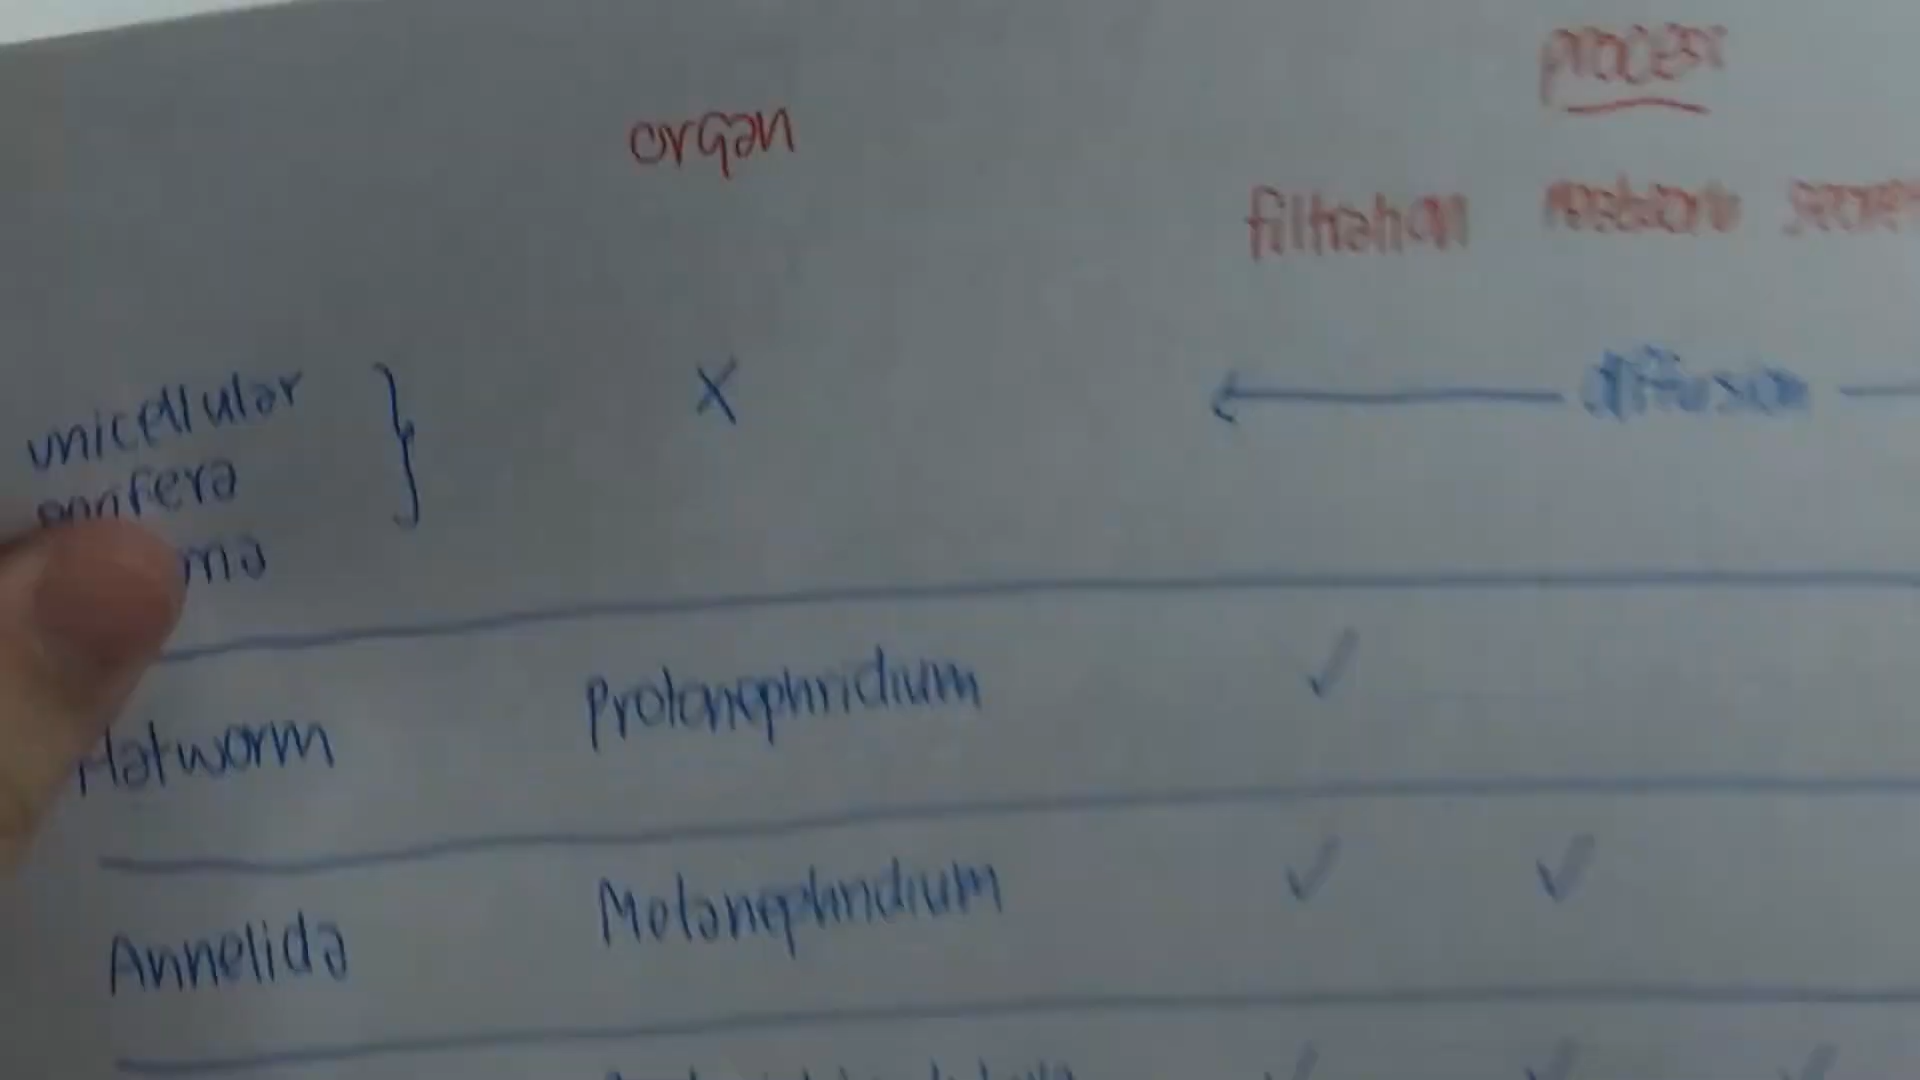 process
organ
filtration
unicellular } X ← diffusion
porifera
Flatworm Protonephridium ✓
Annelida Metanephridium ✓ ✓